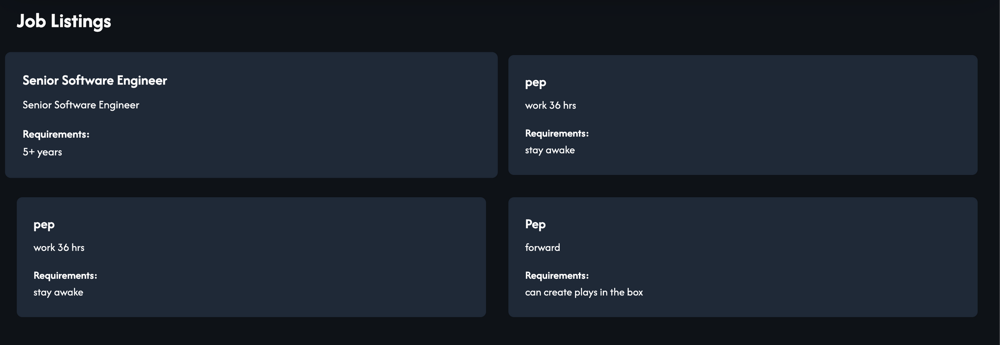 Job Listings
Senior Software Engineer
Senior Software Engineer
Requirements:
5+ years
pep
work 36 hrs
Requirements:
stay awake
pep
work 36 hrs
Requirements:
stay awake
Pep
forward
Requirements:
can create plays in the box